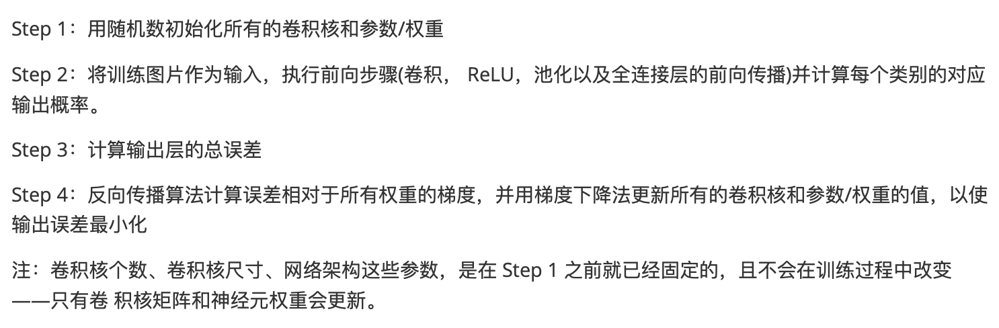 Step 1：用随机数初始化所有的卷积核和参数/权重
Step 2：将训练图片作为输入，执行前向步骤(卷积， ReLU，池化以及全连接层的前向传播)并计算每个类别的对应
输出概率。
Step 3：计算输出层的总误差
Step 4：反向传播算法计算误差相对于所有权重的梯度，并用梯度下降法更新所有的卷积核和参数/权重的值，以使
输出误差最小化
注：卷积核个数、卷积核尺寸、网络架构这些参数，是在 Step 1 之前就已经固定的，且不会在训练过程中改变
——只有卷 积核矩阵和神经元权重会更新。